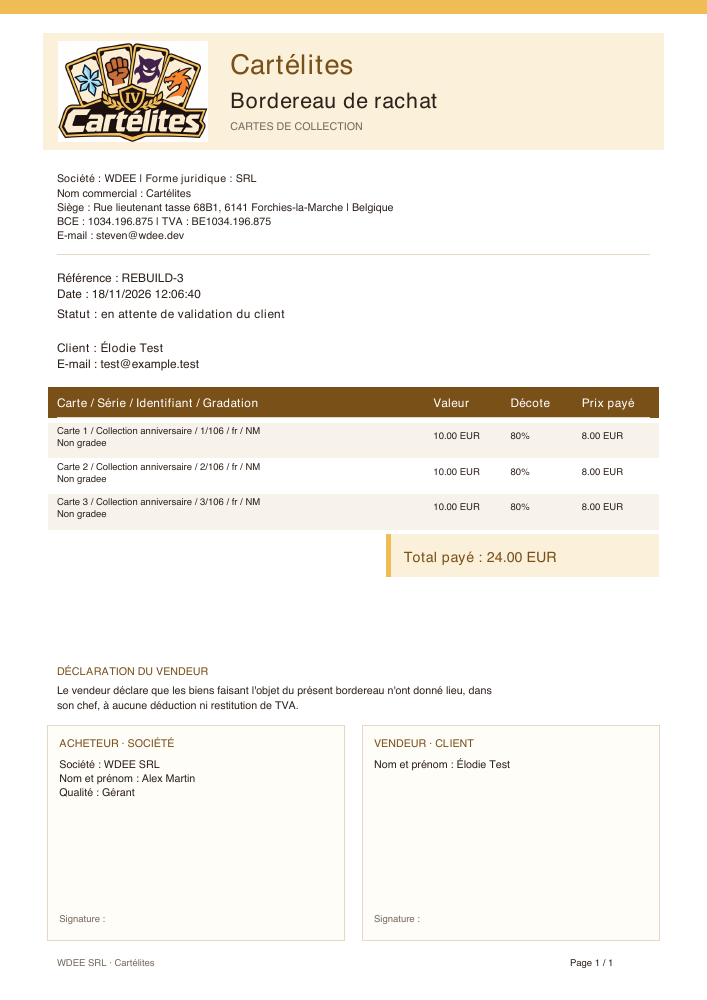 IV
Cartélites
Cartélites
Bordereau de rachat
CARTES DE COLLECTION
Société : WDEE | Forme juridique : SRL
Nom commercial : Cartélites
Siège : Rue lieutenant tasse 68B1, 6141 Forchies-la-Marche | Belgique
BCE : 1034.196.875 | TVA : BE1034.196.875
E-mail : steven@wdee.dev
Référence : REBUILD-3
Date : 18/11/2026 12:06:40
Statut : en attente de validation du client
Client : Élodie Test
E-mail : test@example.test
Carte / Série / Identifiant / Gradation Valeur Décote Prix payé
Carte 1 / Collection anniversaire / 1/106 / fr / NM
Non gradee 10.00 EUR 80% 8.00 EUR
Carte 2 / Collection anniversaire / 2/106 / fr / NM
Non gradee 10.00 EUR 80% 8.00 EUR
Carte 3 / Collection anniversaire / 3/106 / fr / NM
Non gradee 10.00 EUR 80% 8.00 EUR
Total payé : 24.00 EUR
DÉCLARATION DU VENDEUR
Le vendeur déclare que les biens faisant l'objet du présent bordereau n'ont donné lieu, dans
son chef, à aucune déduction ni restitution de TVA.
ACHETEUR · SOCIÉTÉ
Société : WDEE SRL
Nom et prénom : Alex Martin
Qualité : Gérant
Signature :
VENDEUR · CLIENT
Nom et prénom : Élodie Test
Signature :
WDEE SRL · Cartélites Page 1 / 1